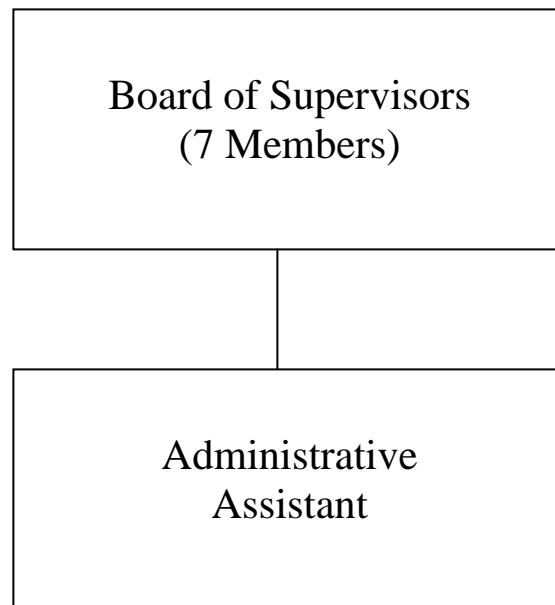 Board of Supervisors
(7 Members)
Administrative
Assistant